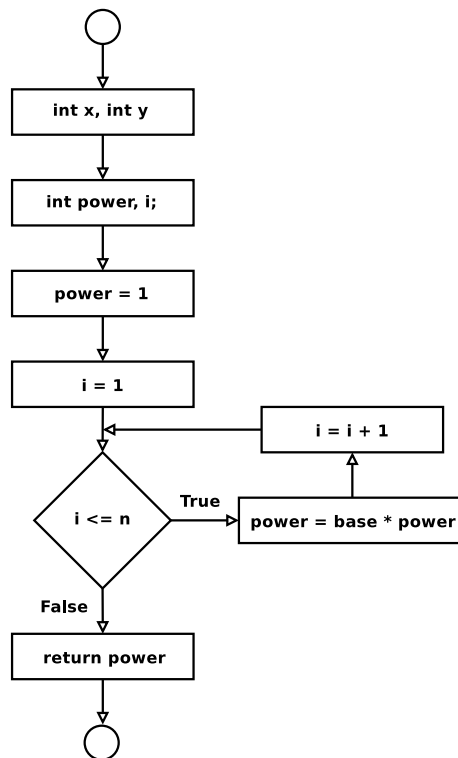 int x, int y
int power, i;
power = 1
i = 1
i = i + 1
i <= n
True
power = base * power
False
return power